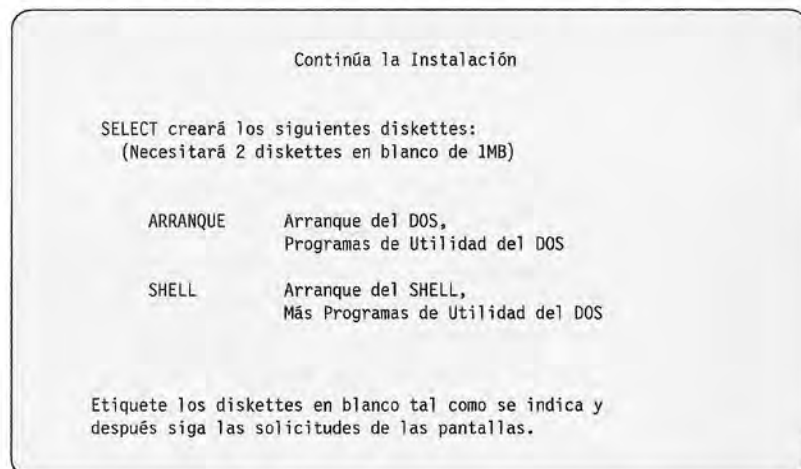 Continúa la Instalación
SELECT creará los siguientes diskettes:
(Necesitará 2 diskettes en blanco de 1MB)
ARRANQUE Arranque del DOS,
Programas de Utilidad del DOS
SHELL Arranque del SHELL,
Más Programas de Utilidad del DOS
Etiquete los diskettes en blanco tal como se indica y
después siga las solicitudes de las pantallas.